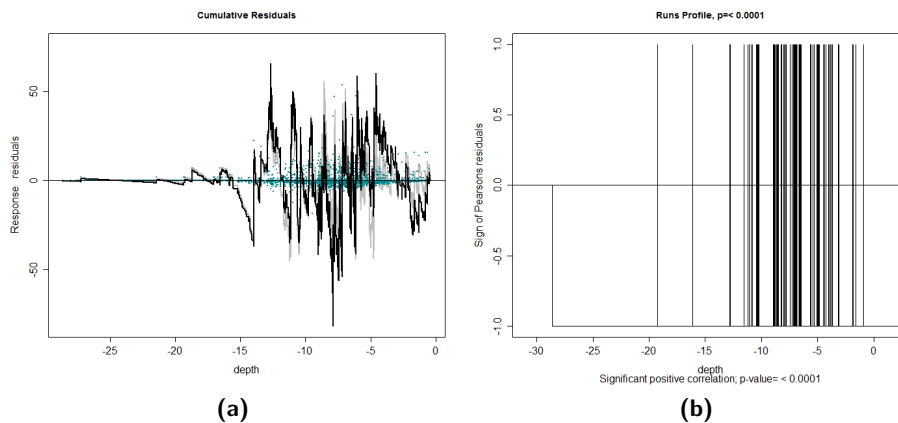 Cumulative Residuals
Response residuals
50
0
-50
-25
-20
-15
-10
-5
0
depth
(a)
Runs Profile, p=< 0.0001
Sign of Pearsons residuals
1.0
0.5
0.0
-0.5
-1.0
-30
-25
-20
-15
-10
-5
0
depth
Significant positive correlation; p-value= < 0.0001
(b)